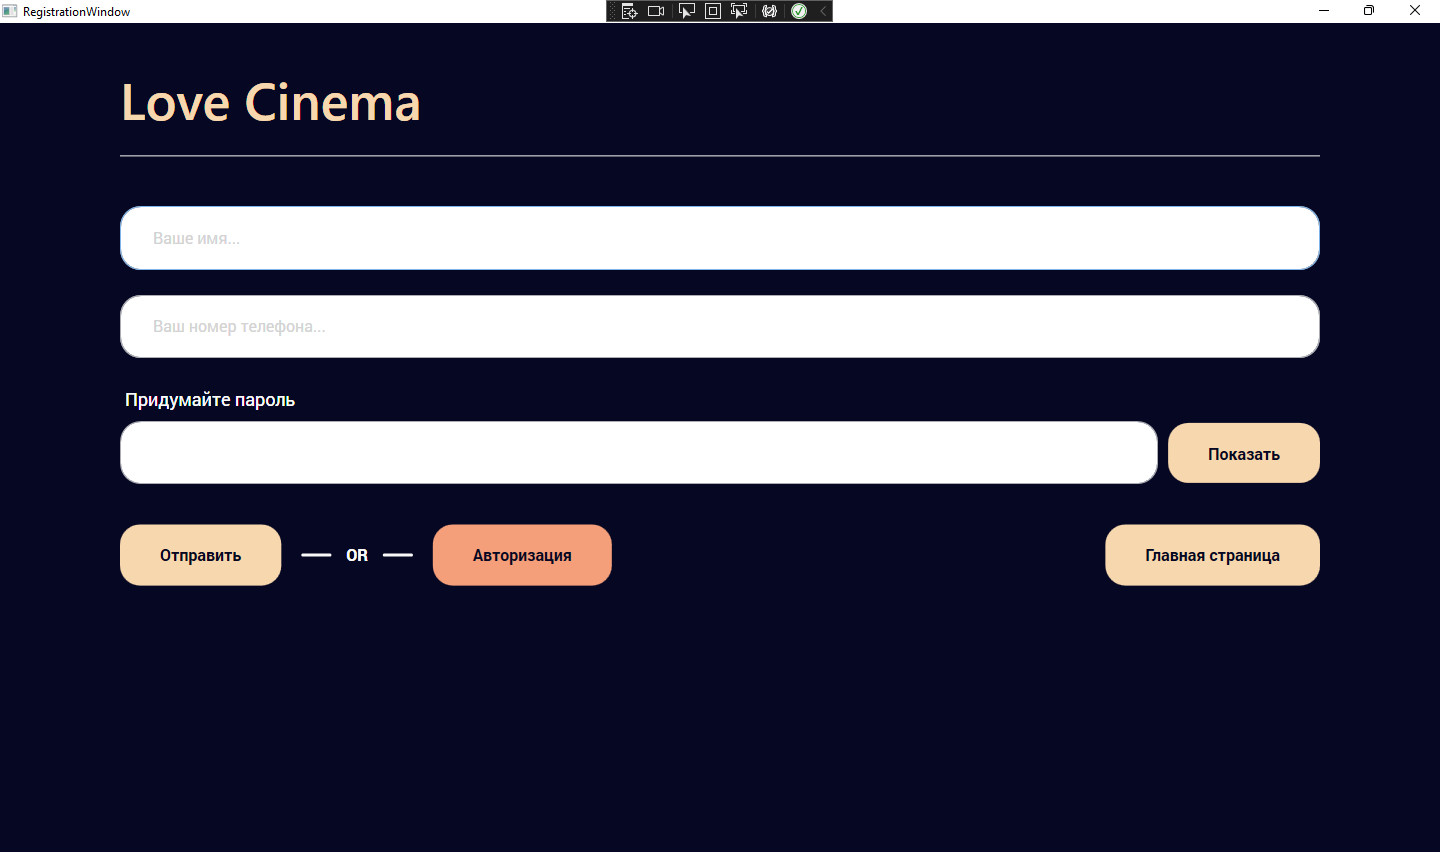 RegistrationWindow
Love Cinema
Ваше имя...
Ваш номер телефона...
Придумайте пароль
Показать
Отправить OR Авторизация Главная страница